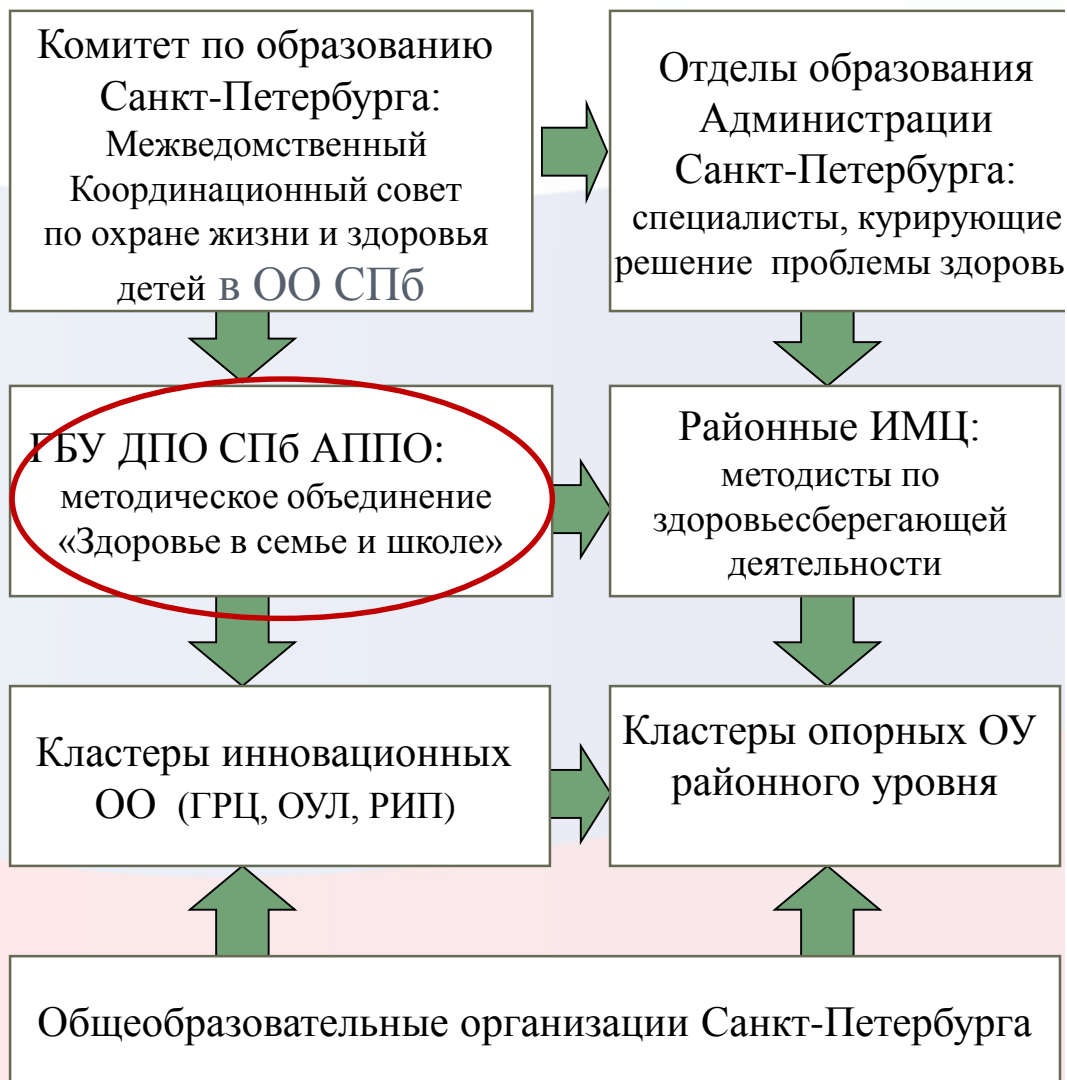 Комитет по образованию
Санкт-Петербурга:
Межведомственный
Координационный совет
по охране жизни и здоровья
детей в ОО СПб
Отделы образования
Администрации
Санкт-Петербурга:
специалисты, курирующие
решение проблемы здоровь
ГБУ ДПО СПб АППО:
методическое объединение
«Здоровье в семье и школе»
Районные ИМЦ:
методисты по
здоровьесберегающей
деятельности
Кластеры инновационных
ОО (ГРЦ, ОУЛ, РИП)
Кластеры опорных ОУ
районного уровня
Общеобразовательные организации Санкт-Петербурга